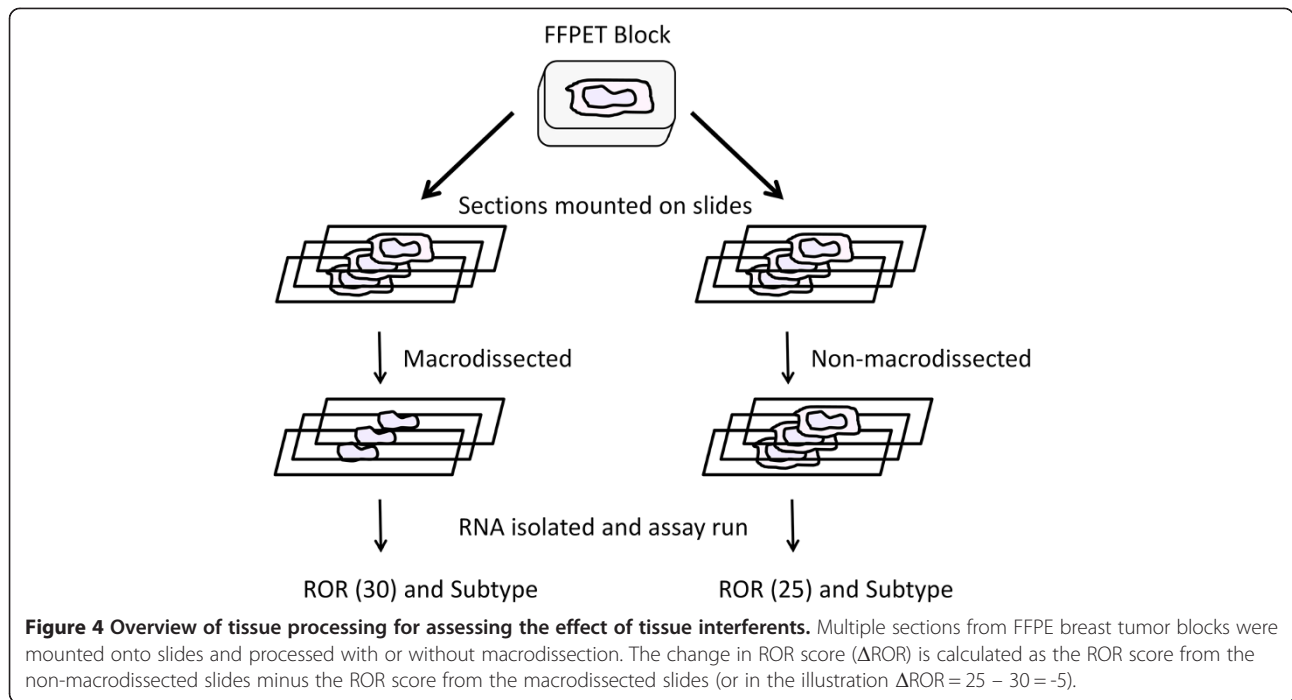 FFPET Block
Sections mounted on slides
Macrodissected
Non-macrodissected
RNA isolated and assay run
ROR (30) and Subtype
ROR (25) and Subtype
Figure 4 Overview of tissue processing for assessing the effect of tissue interferents. Multiple sections from FFPE breast tumor blocks were
mounted onto slides and processed with or without macrodissection. The change in ROR score (ΔROR) is calculated as the ROR score from the
non-macrodissected slides minus the ROR score from the macrodissected slides (or in the illustration ΔROR = 25 – 30 = -5).